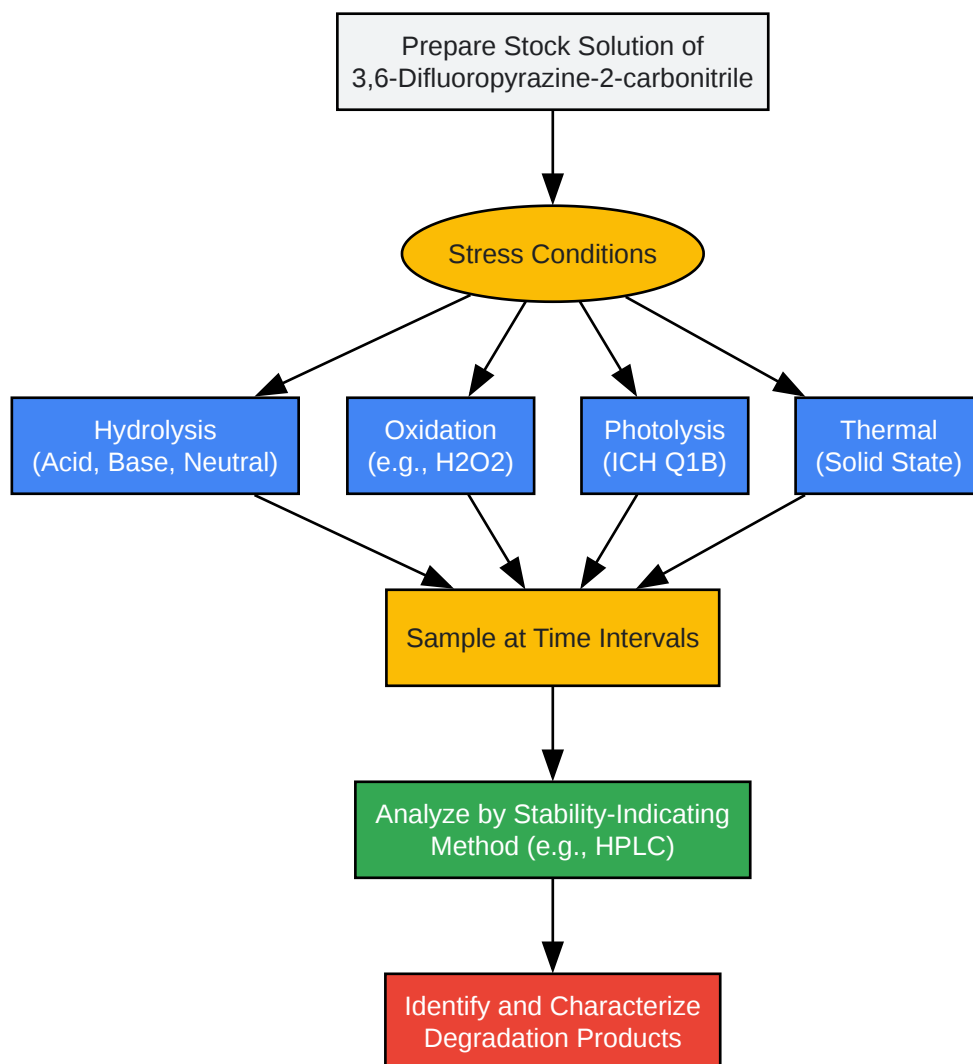 Prepare Stock Solution of
3,6-Difluoropyrazine-2-carbonitrile
Stress Conditions
Hydrolysis
(Acid, Base, Neutral)
Oxidation
(e.g., H2O2)
Photolysis
(ICH Q1B)
Thermal
(Solid State)
Sample at Time Intervals
Analyze by Stability-Indicating
Method (e.g., HPLC)
Identify and Characterize
Degradation Products